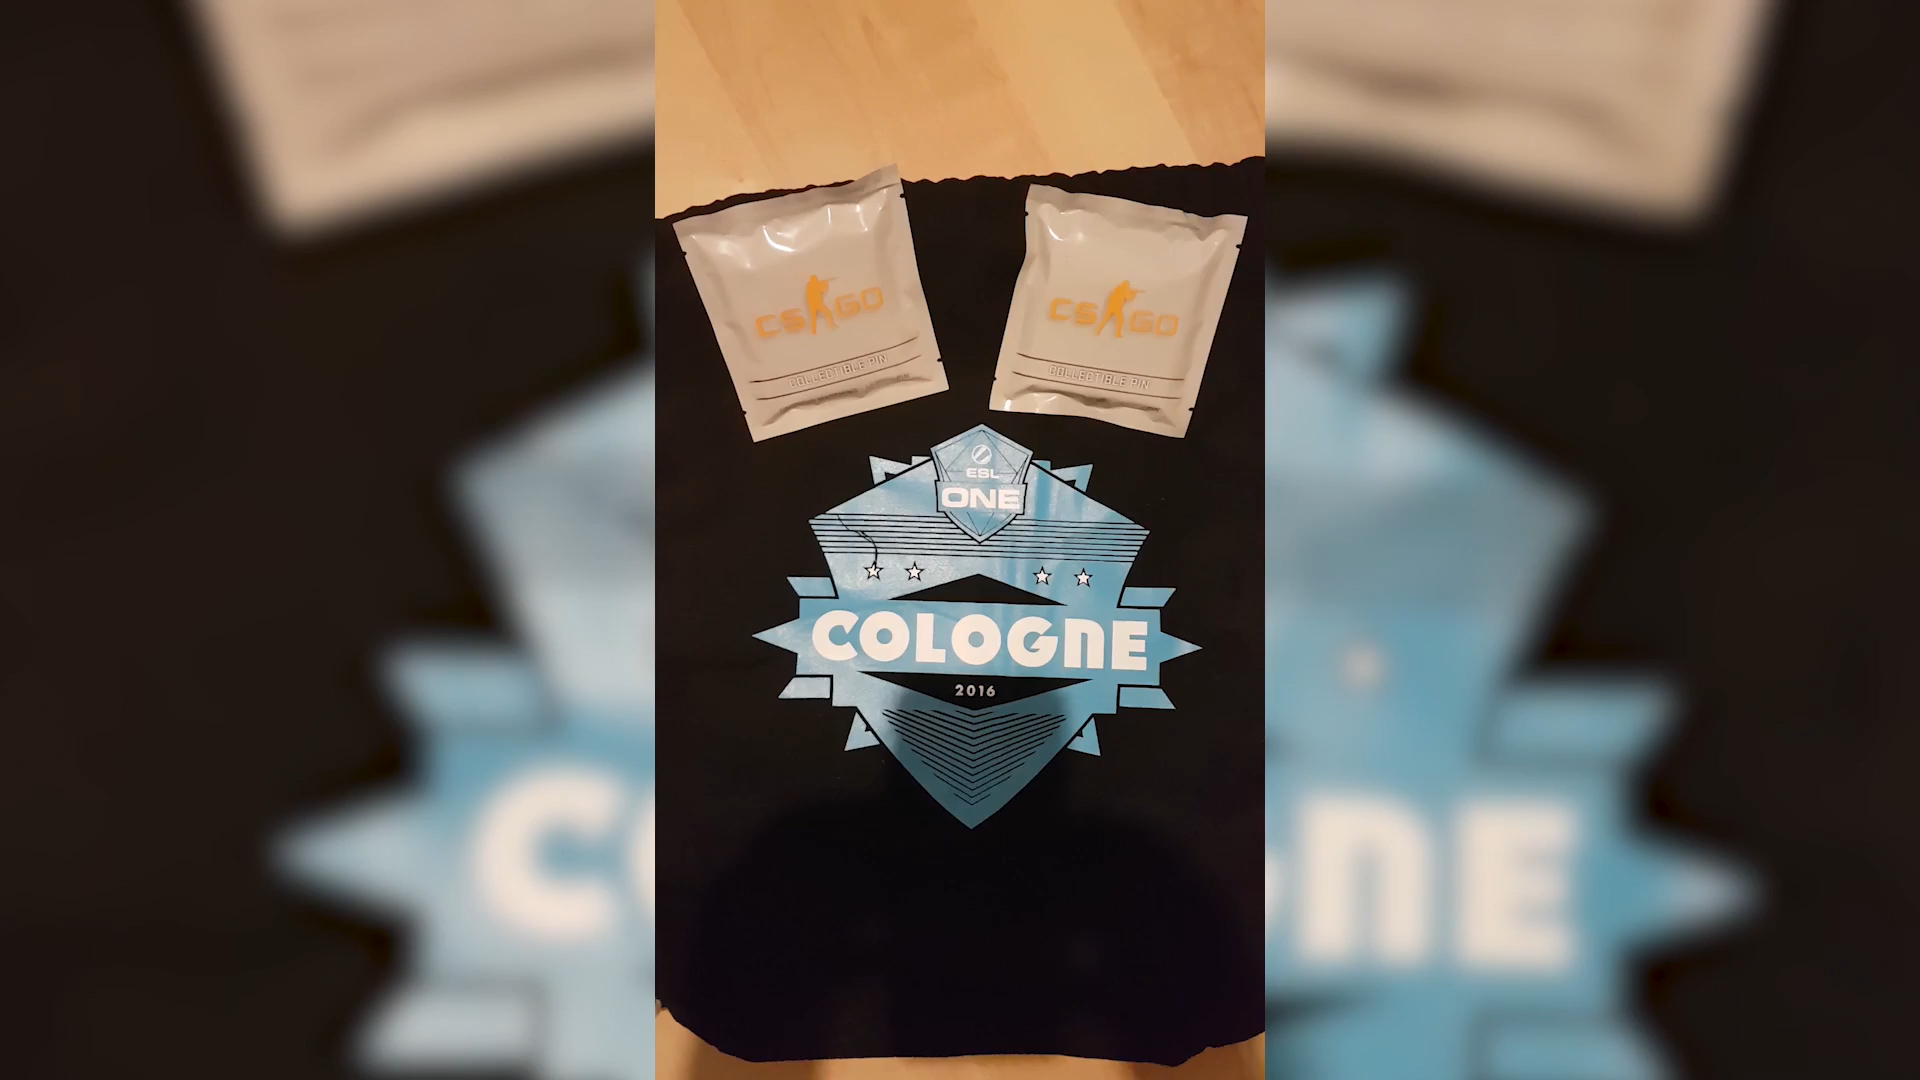 CS GO
COLLECTIBLE PIN
CS GO
COLLECTIBLE PIN
ESL
ONE
COLOGNE
2016